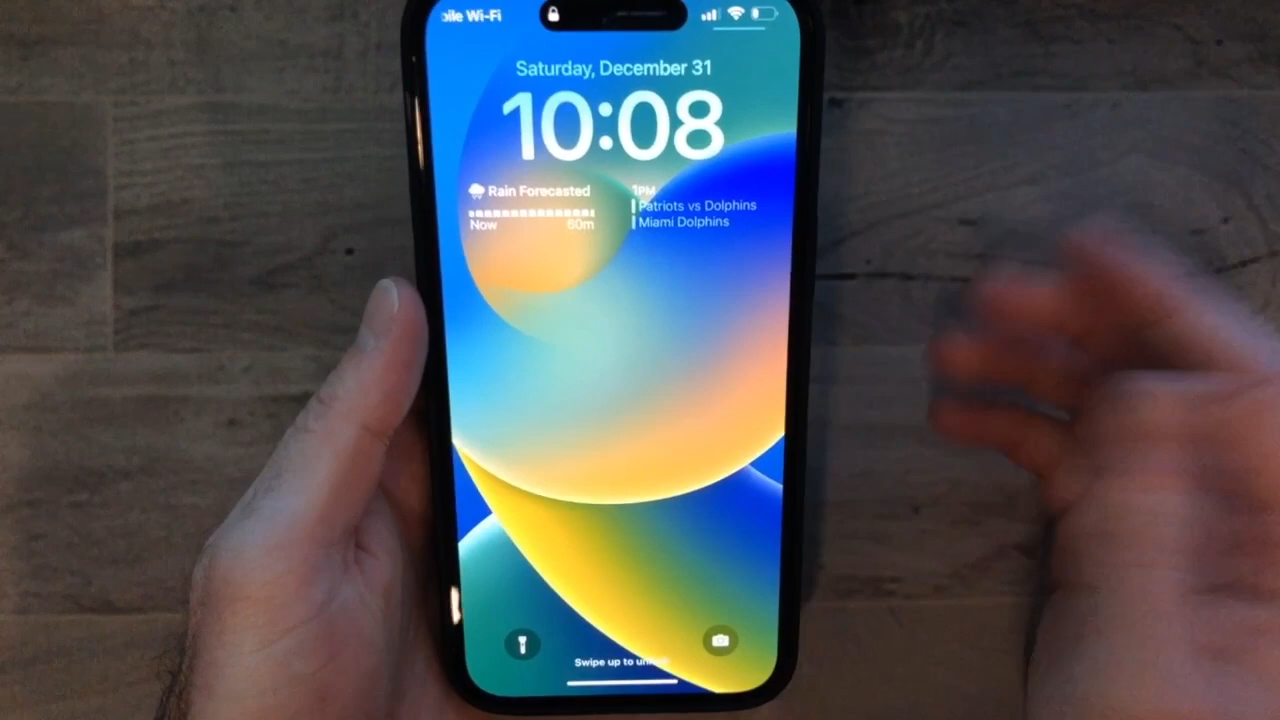 Wi-Fi
Saturday, December 31
10:08
Rain Forecasted
Now 60m
1PM
Patriots vs Dolphins
Miami Dolphins
Swipe up to